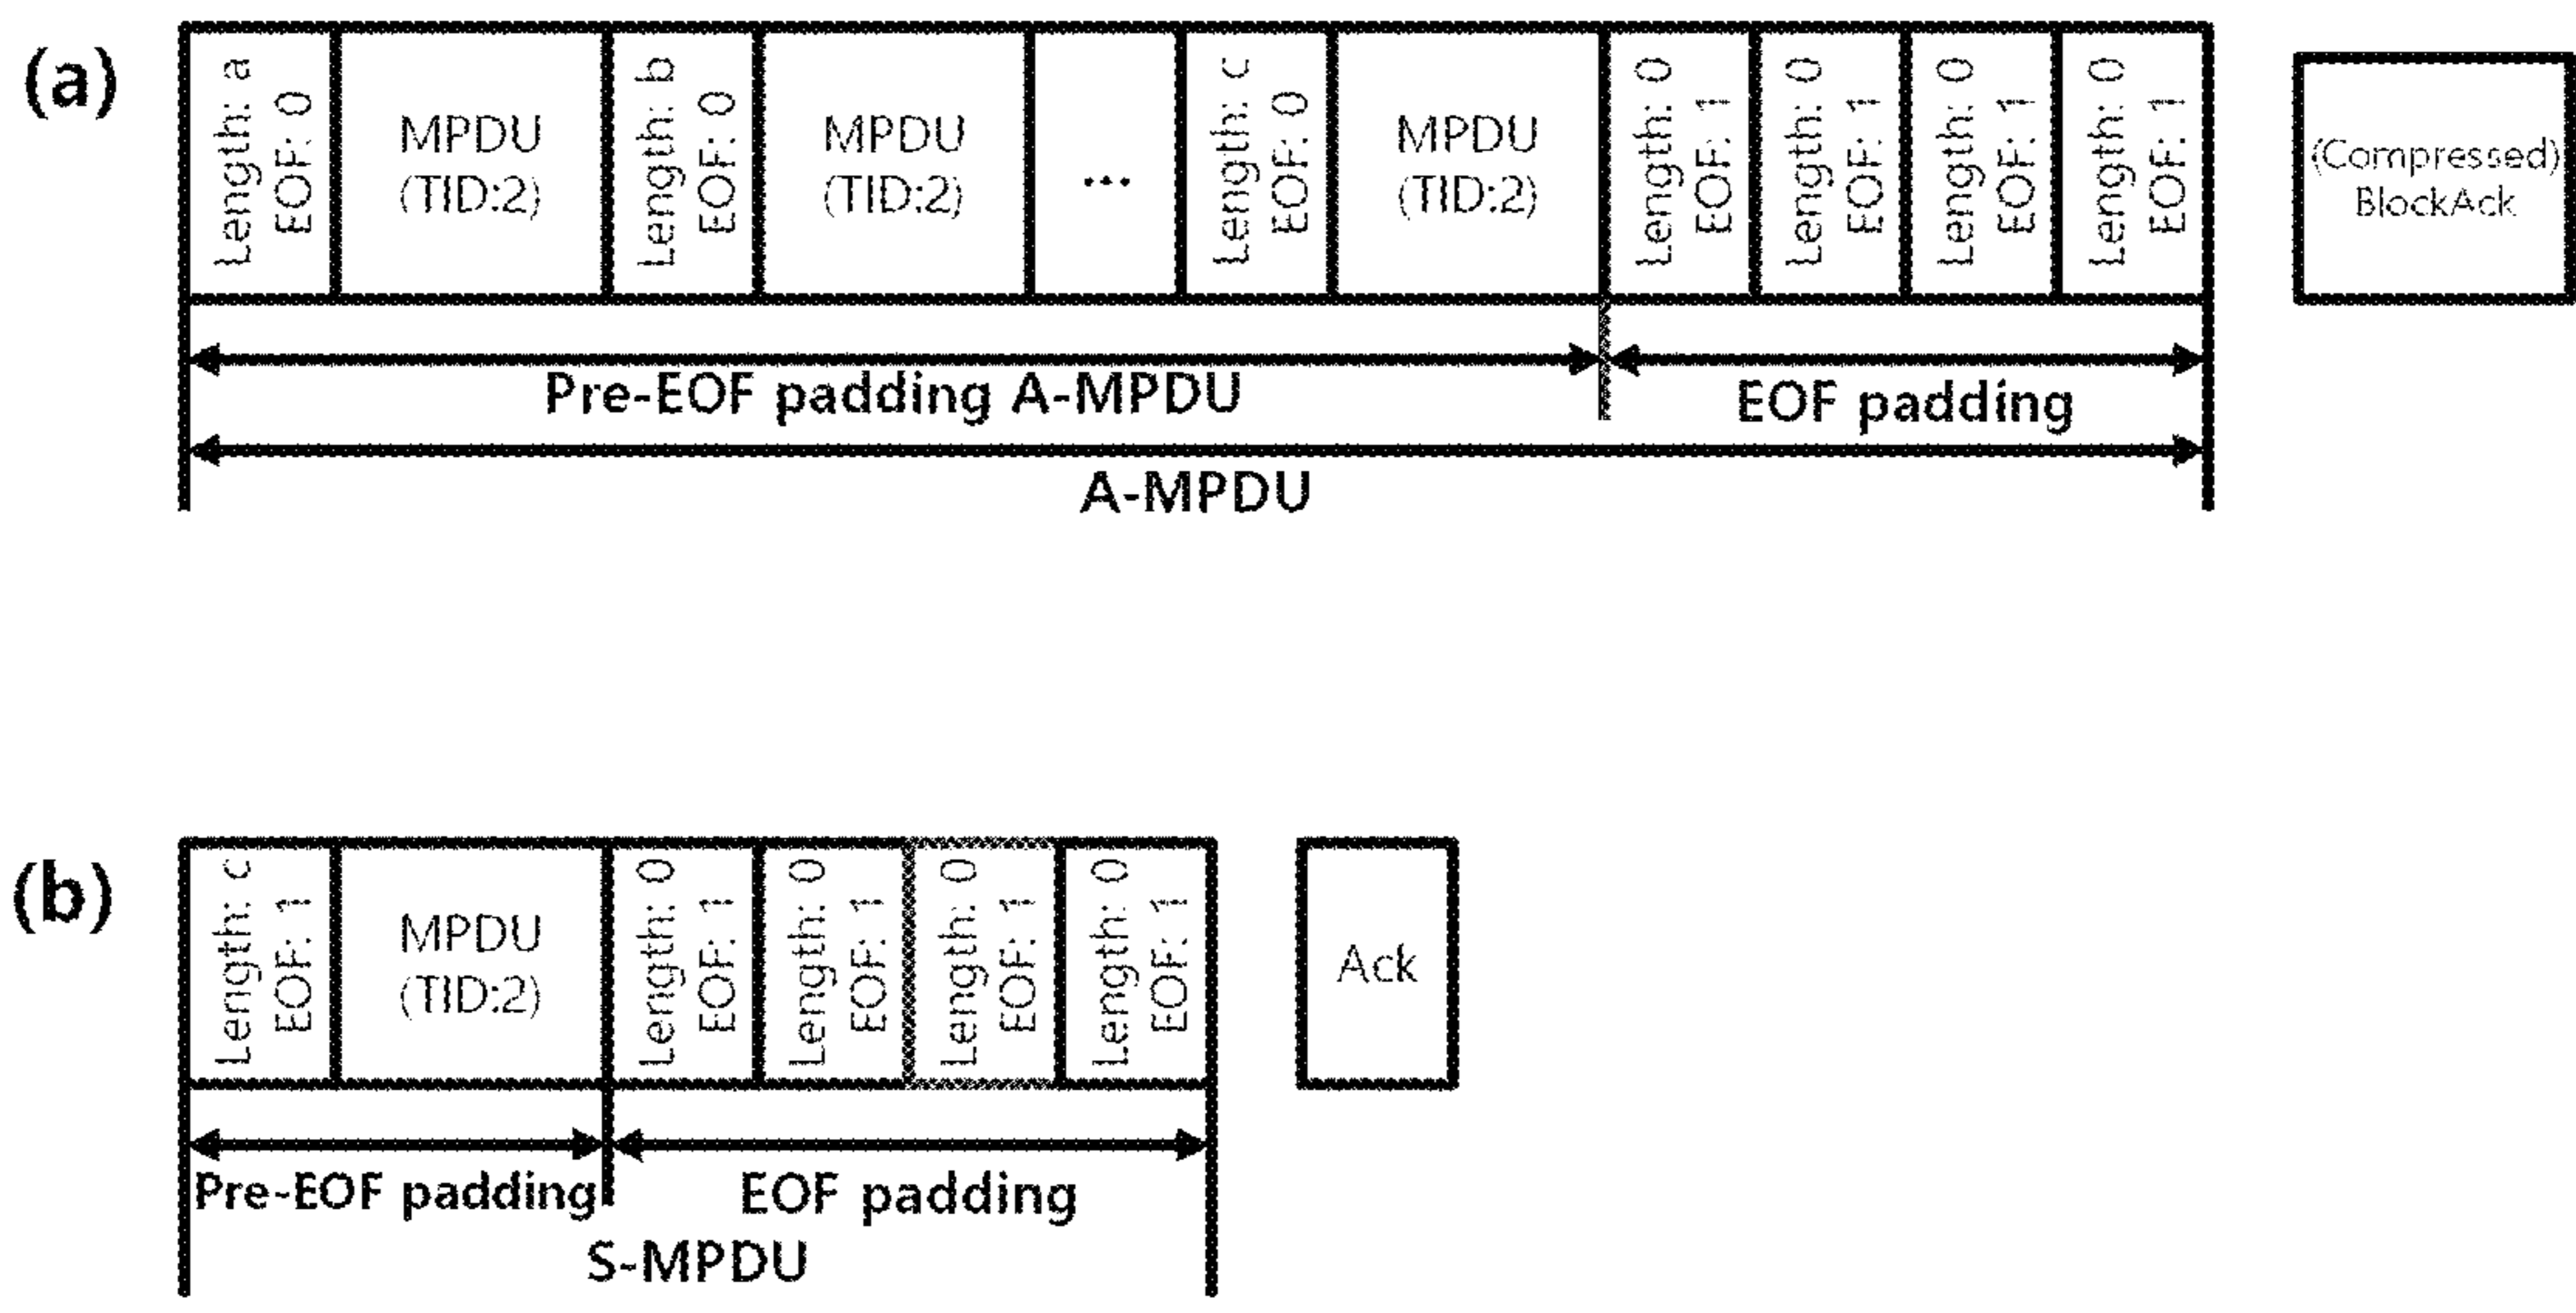 (a)
Length: a
EOF: 0
MPDU
(TID:2)
Length: b
EOF: 0
MPDU
(TID:2)
...
Length: c
EOF: 0
MPDU
(TID:2)
Length: 0
EOF: 1
Length: 0
EOF: 1
Length: 0
EOF: 1
Length: 0
EOF: 1
(Compressed)
BlockAck
Pre-EOF padding A-MPDU
EOF padding
A-MPDU
(b)
Length: c
EOF: 1
MPDU
(TID:2)
Length: 0
EOF: 1
Length: 0
EOF: 1
Length: 0
EOF: 1
Length: 0
EOF: 1
Ack
Pre-EOF padding
EOF padding
S-MPDU